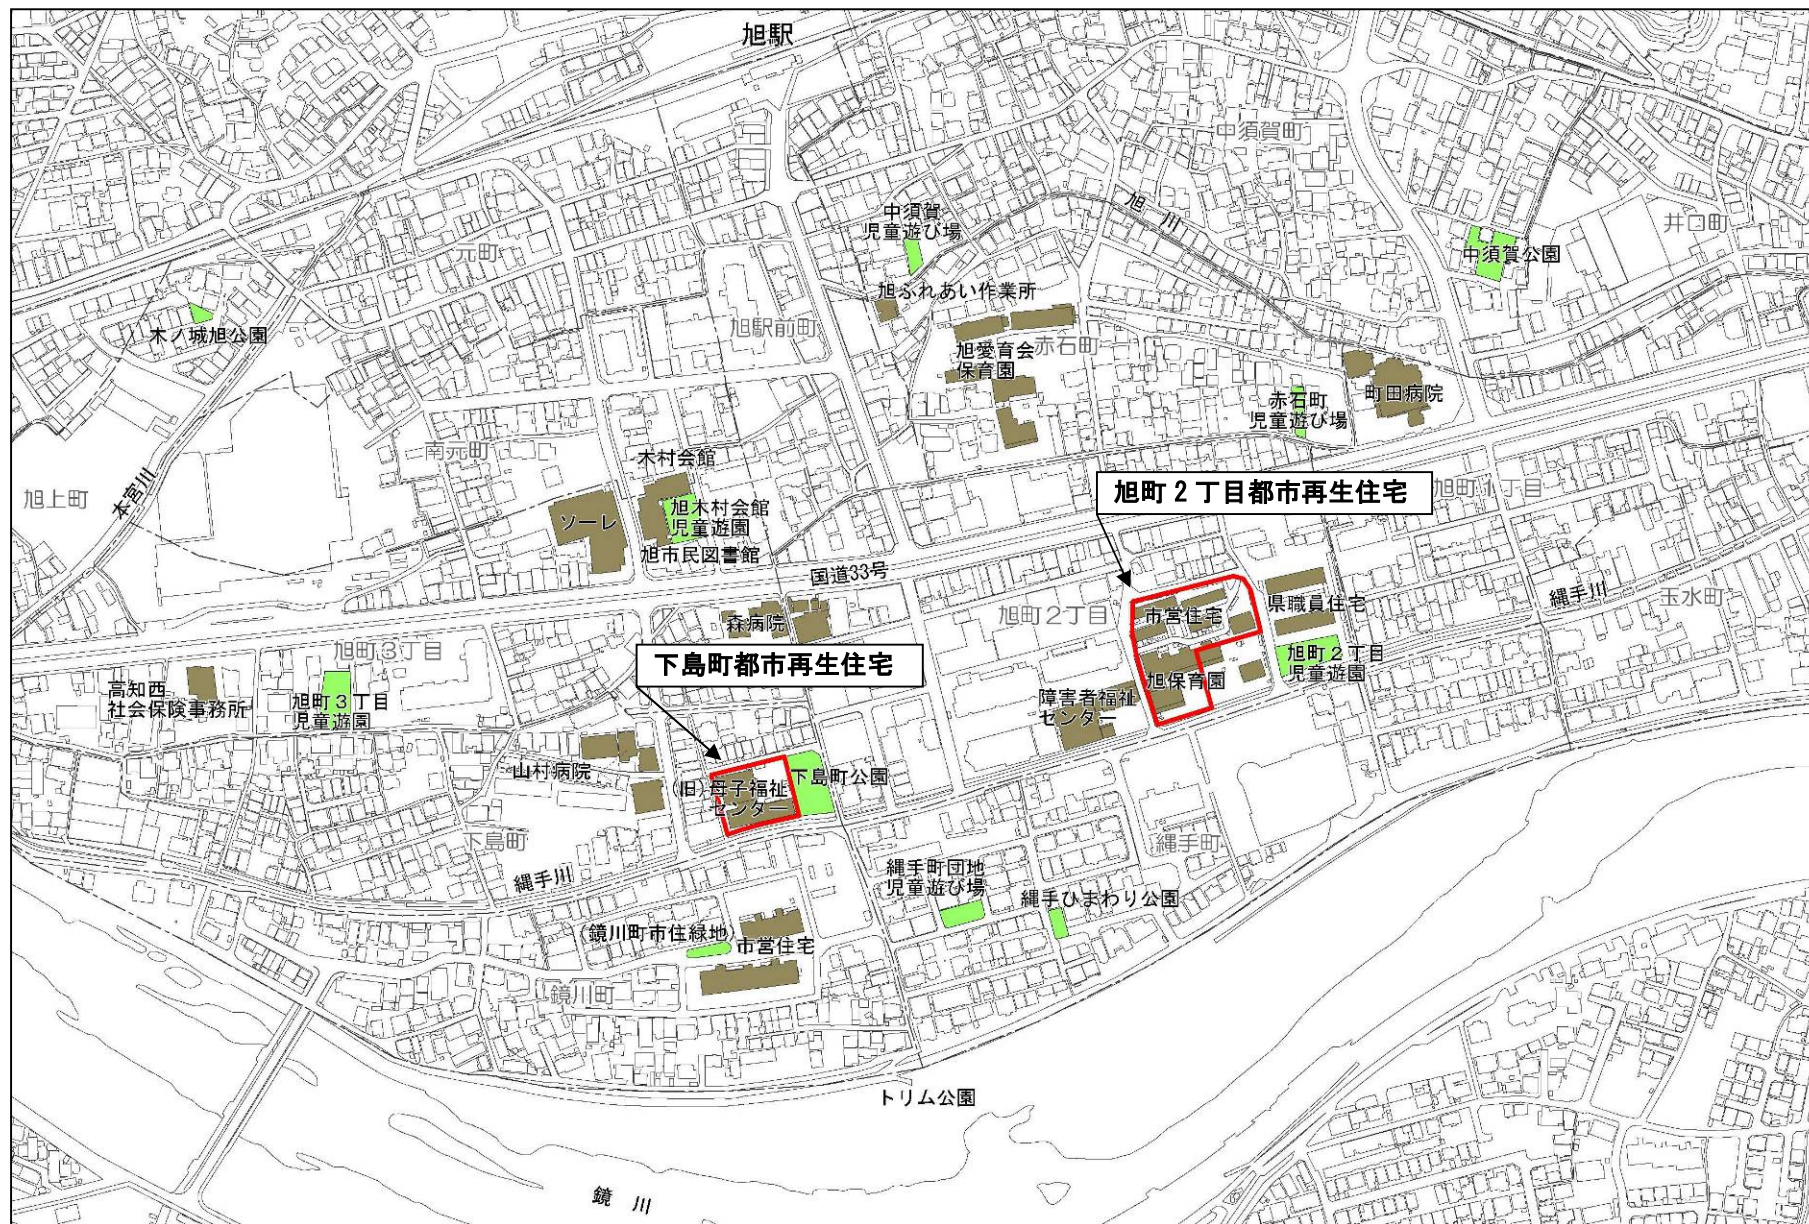 旭駅
中須賀町
旭川
中須賀
児童遊び場
井口町
中須賀公園
元町
旭ふれあい作業所
木ノ城旭公園
旭駅前町
旭愛育会
保育園
赤石町
町田病院
赤石町
児童遊び場
南元町
木村会館
旭町２丁目都市再生住宅
旭町１丁目
旭上町
本宮川
ソーレ
旭木村会館
児童遊園
旭市民図書館
国道33号
旭町２丁目
市営住宅
県職員住宅
縄手川
玉水町
森病院
旭町３丁目
下島町都市再生住宅
旭町２丁目
児童遊園
旭保育園
高知西
社会保険事務所
旭町３丁目
児童遊園
障害者福祉
センター
山村病院
(旧)母子福祉
センター
下島町公園
下島町
縄手町
縄手川
縄手町団地
児童遊び場
縄手ひまわり公園
(鏡川町市住緑地)
市営住宅
鏡川町
トリム公園
鏡川